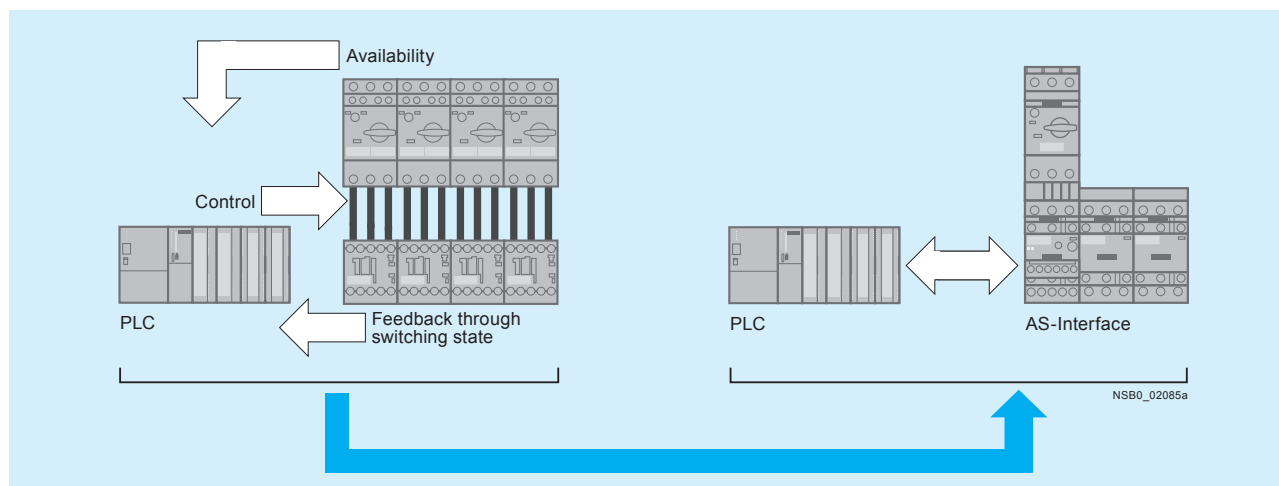 Availability
Control
PLC
Feedback through
switching state
PLC
AS-Interface
NSB0_02085a